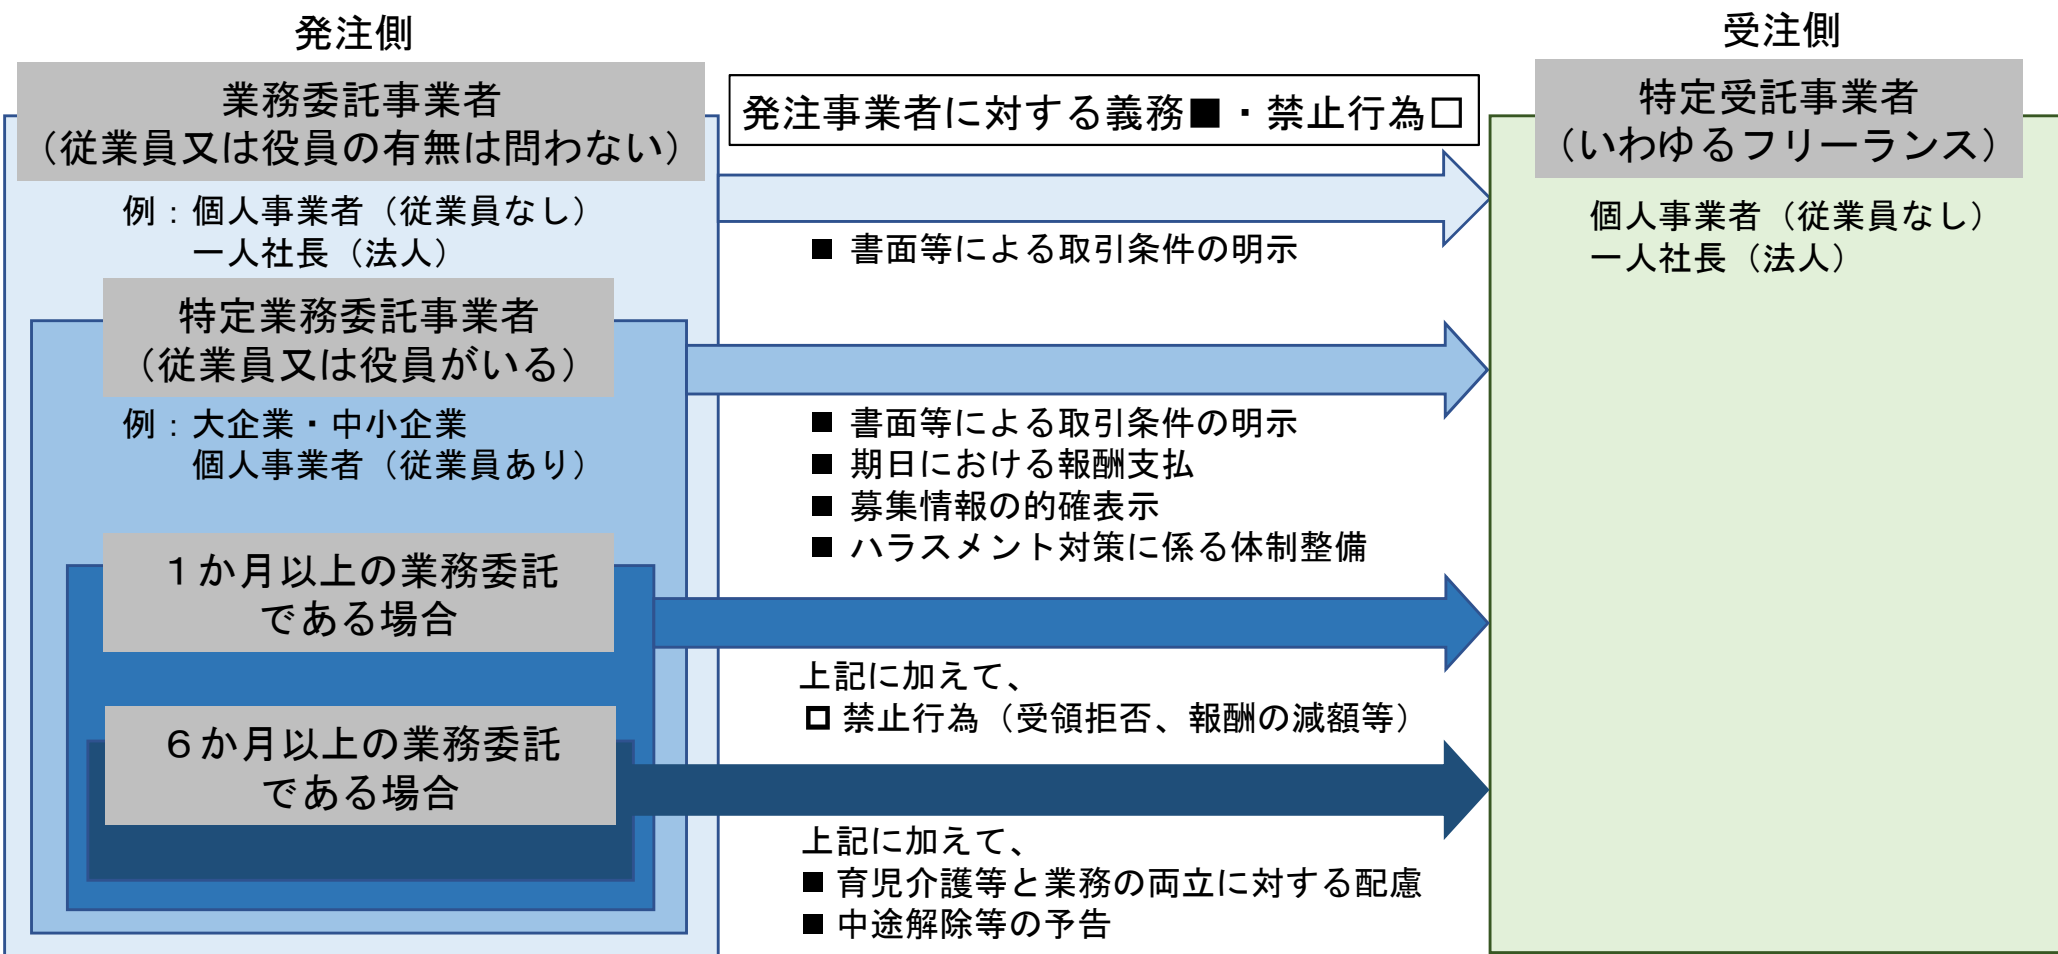 発注側
業務委託事業者
（従業員又は役員の有無は問わない）
例：個人事業者（従業員なし）
一人社長（法人）
特定業務委託事業者
（従業員又は役員がいる）
例：大企業・中小企業
個人事業者（従業員あり）
１か月以上の業務委託
である場合
６か月以上の業務委託
である場合
発注事業者に対する義務■・禁止行為□
■ 書面等による取引条件の明示
■ 書面等による取引条件の明示
■ 期日における報酬支払
■ 募集情報の的確表示
■ ハラスメント対策に係る体制整備
上記に加えて、
□ 禁止行為（受領拒否、報酬の減額等）
上記に加えて、
■ 育児介護等と業務の両立に対する配慮
■ 中途解除等の予告
受注側
特定受託事業者
（いわゆるフリーランス）
個人事業者（従業員なし）
一人社長（法人）